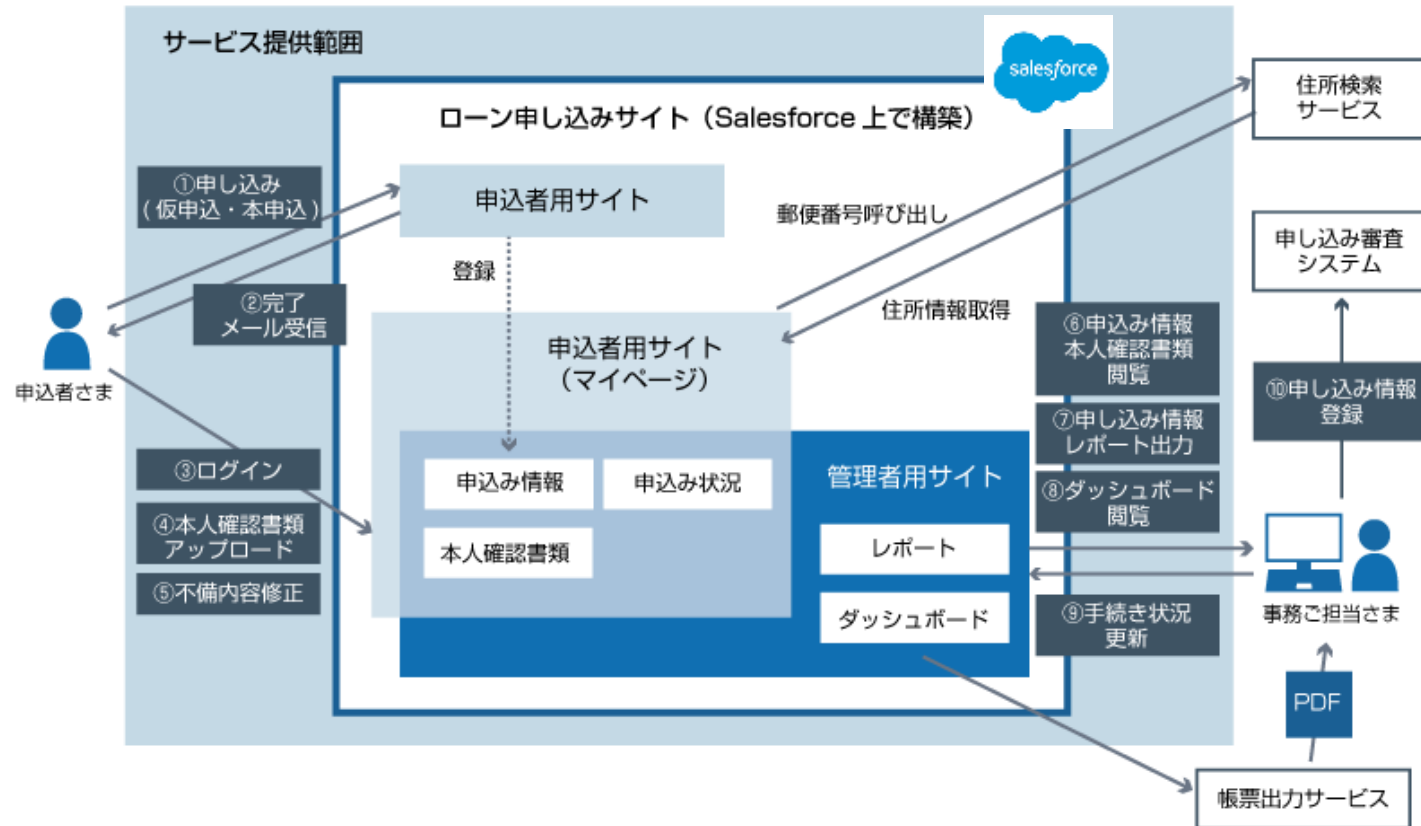 サービス提供範囲
salesforce
ローン申し込みサイト（Salesforce 上で構築）
住所検索
サービス
①申し込み
( 仮申込・本申込 )
申込者用サイト
郵便番号呼び出し
申し込み審査
システム
登録
②完了
メール受信
住所情報取得
申込者用サイト
（マイページ）
⑥申込み情報
本人確認書類
閲覧
申込者さま
⑩申し込み情報
登録
⑦申し込み情報
レポート出力
③ログイン
申込み情報
申込み状況
管理者用サイト
⑧ダッシュボード
閲覧
④本人確認書類
アップロード
本人確認書類
レポート
⑤不備内容修正
ダッシュボード
⑨手続き状況
更新
事務ご担当さま
PDF
帳票出力サービス